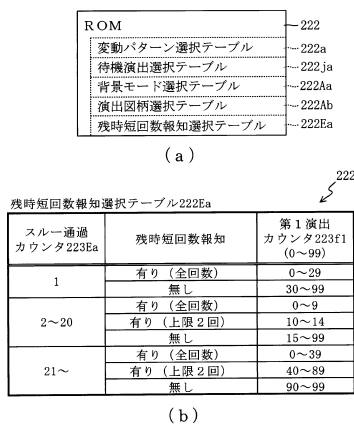 ROM
222
変動パターン選択テーブル
222a
待機演出選択テーブル
222ja
背景モード選択テーブル
222Aa
演出図柄選択テーブル
222Ab
残時短回数報知選択テーブル
222Ea
(a)
222
残時短回数報知選択テーブル222Ea
スルー通過
カウンタ223Ea
残時短回数報知
第1演出
カウンタ223f1
(0~99)
1
有り (全回数)
0~29
無し
30~99
2~20
有り (全回数)
0~9
有り (上限2回)
10~14
無し
15~99
21~
有り (全回数)
0~39
有り (上限2回)
40~89
無し
90~99
(b)